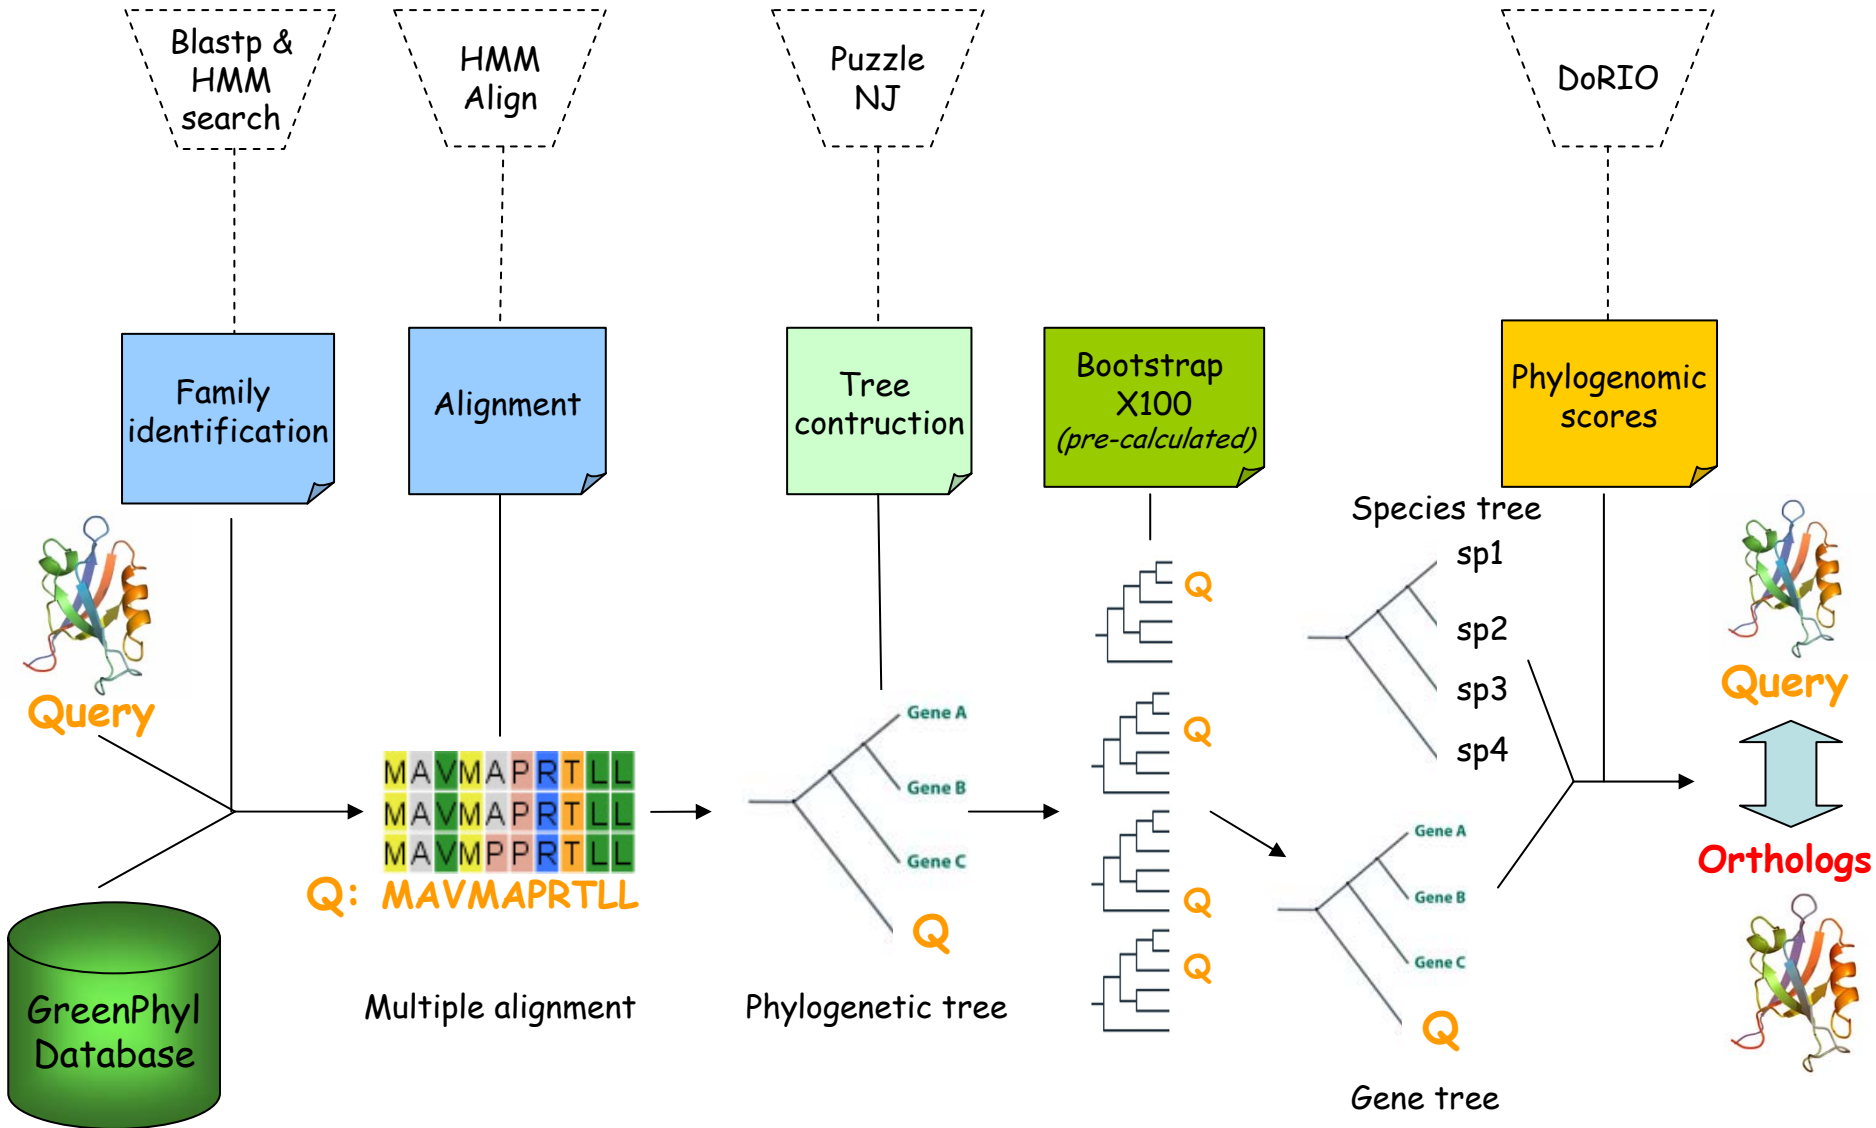 Blastp &
HMM
search
HMM
Align
Puzzle
NJ
DoRIO
Family
identification
Alignment
Tree
contruction
Bootstrap
X100
(pre-calculated)
Phylogenomic
scores
Query
GreenPhyl
Database
MAVMAPRTLL
MAVMAPRTLL
MAVMPPRTLL
Q: MAVMAPRTLL
Multiple alignment
Gene A
Gene B
Gene C
Q
Phylogenetic tree
Q
Q
Q
Q
Species tree
sp1
sp2
sp3
sp4
Gene A
Gene B
Gene C
Q
Gene tree
Query
Orthologs